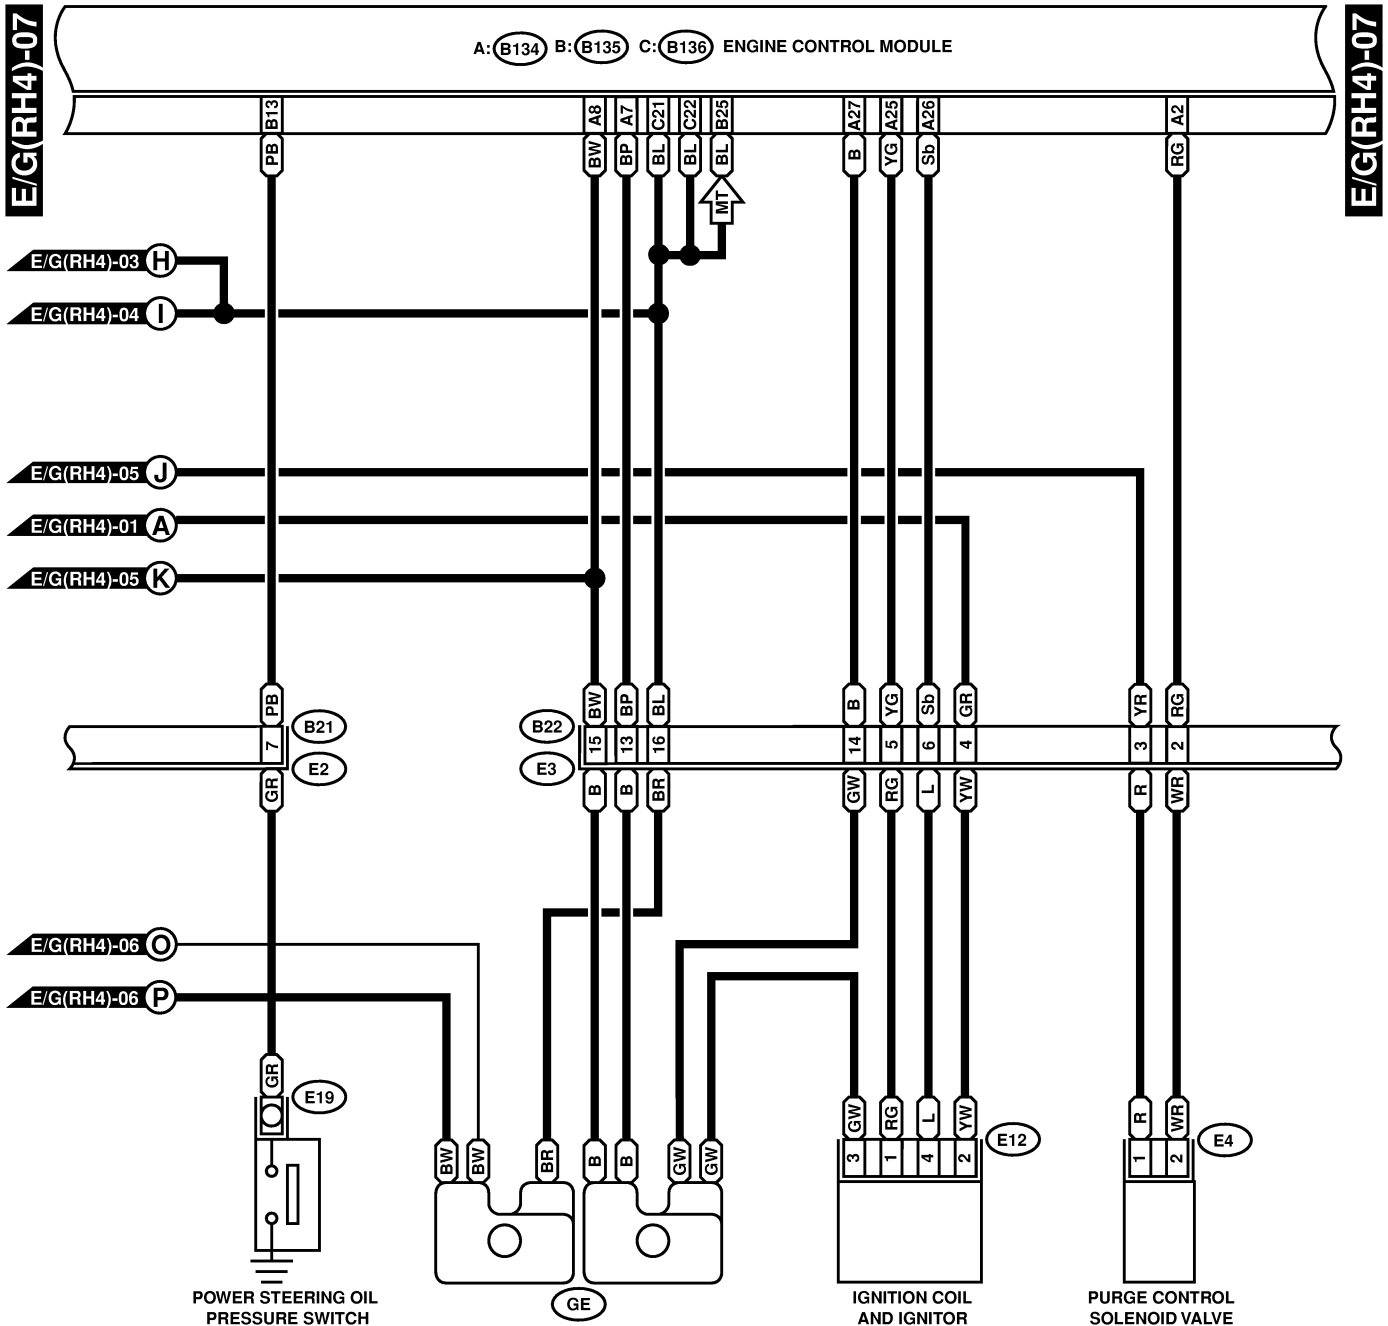 E/G(RH4)-07
E/G(RH4)-07
A: B134 B: B135 C: B136 ENGINE CONTROL MODULE
B13 A8 A7 C21 C22 B25 A27 A25 A26 A2
PB BW BP BL BL BL B YG Sb RG
MT
E/G(RH4)-03 H
E/G(RH4)-04 I
E/G(RH4)-05 J
E/G(RH4)-01 A
E/G(RH4)-05 K
PB BW BP BL B YG Sb GR YR RG
B21 B22
7 15 13 16 14 5 6 4 3 2
E2 E3
GR B B BR GW RG L YW R WR
E/G(RH4)-06 O
E/G(RH4)-06 P
GR
E19
GW RG L YW R WR
E12 E4
BW BW BR B B GW GW 3 1 4 2 1 2
POWER STEERING OIL
PRESSURE SWITCH
GE
IGNITION COIL
AND IGNITOR
PURGE CONTROL
SOLENOID VALVE